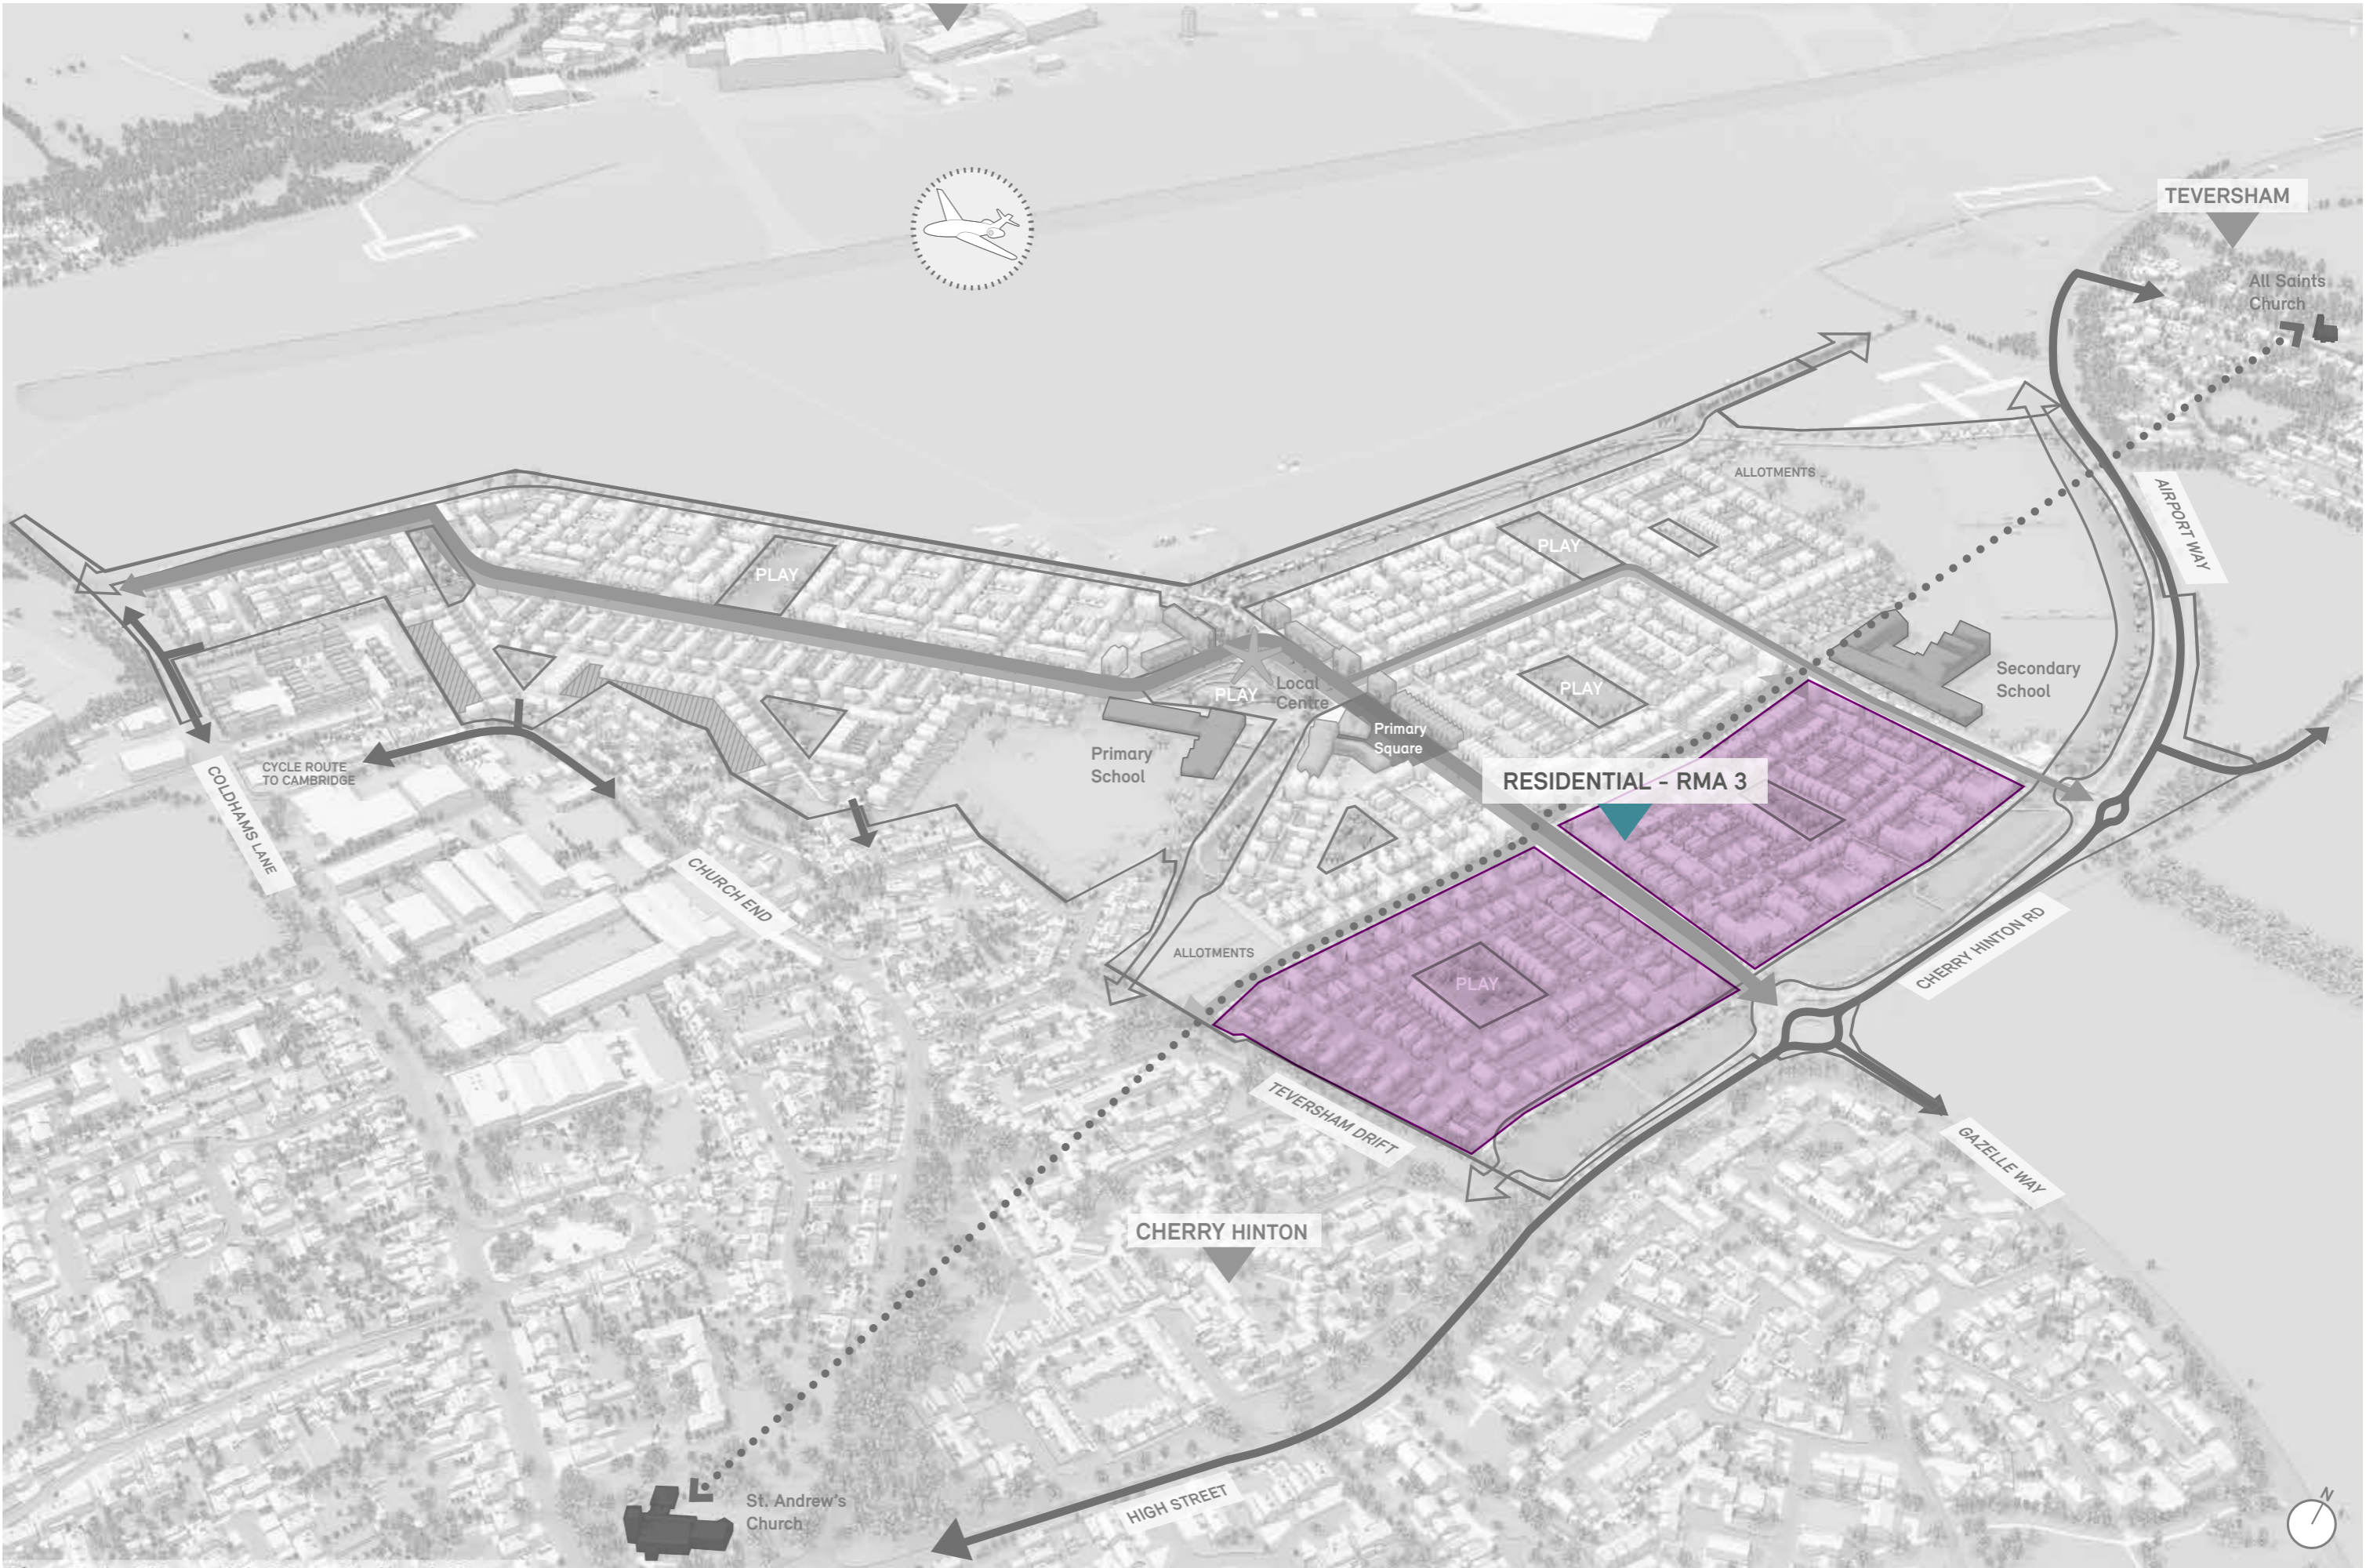 TEVERSHAM
All Saints
Church
ALLOTMENTS
AIRPORT WAY
PLAY
PLAY
Secondary
School
PLAY
Local
Centre
PLAY
Primary
Square
Primary
School
RESIDENTIAL - RMA 3
CYCLE ROUTE
TO CAMBRIDGE
COLDHAMS LANE
CHURCH END
ALLOTMENTS
PLAY
CHERRY HINTON RD
TEVERSHAM DRIFT
GAZELLE WAY
CHERRY HINTON
St. Andrew's
Church
HIGH STREET
N